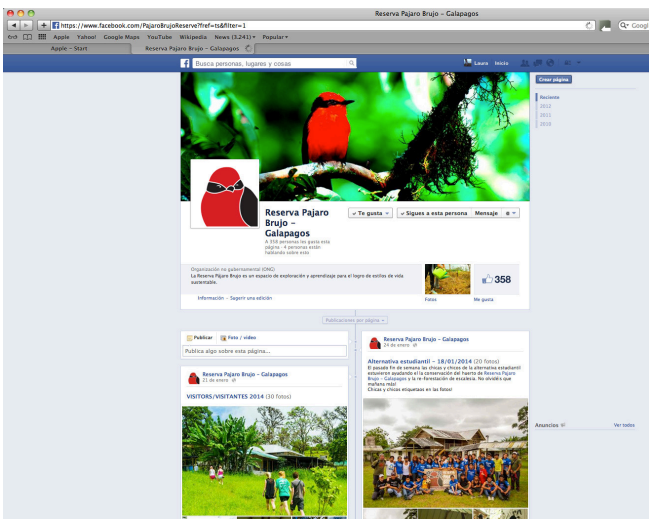 Reserva Pajaro Brujo – Galapagos
https://www.facebook.com/PajaroBrujoReserve?fref=ts&filter=1
Apple Yahoo! Google Maps YouTube Wikipedia News (3.241) Popular
Apple – Start
Reserva Pajaro Brujo – Galapagos
Busca personas, lugares y cosas
Laura Inicio
Crear página
Reciente
2012
2011
2010
Reserva Pajaro
Brujo –
Galapagos
A 358 personas les gusta esta
página · 4 personas están
hablando sobre esto
Te gusta
Sigues a esta persona
Mensaje
Organización no gubernamental (ONG)
La Reserva Pájaro Brujo es un espacio de exploración y aprendizaje para el logro de estilos de vida
sustentable.
Información – Sugerir una edición
Fotos
358
Me gusta
Publicaciones por página
Publicar Foto / video
Publica algo sobre esta página...
Reserva Pajaro Brujo – Galapagos
21 de enero
VISITORS/VISITANTES 2014 (30 fotos)
Reserva Pajaro Brujo – Galapagos
24 de enero
Alternativa estudiantil – 18/01/2014 (20 fotos)
El pasado fin de semana las chicas y chicos de la alternativa estudiantil
estuvieron ayudando el la conservación del huerto de Reserva Pajaro
Brujo – Galapagos y la re-forestación de escalesia. No olvidéis que
mañana más!
Chicas y chicos etiquetaos en las fotos!
Anuncios
Ver todos